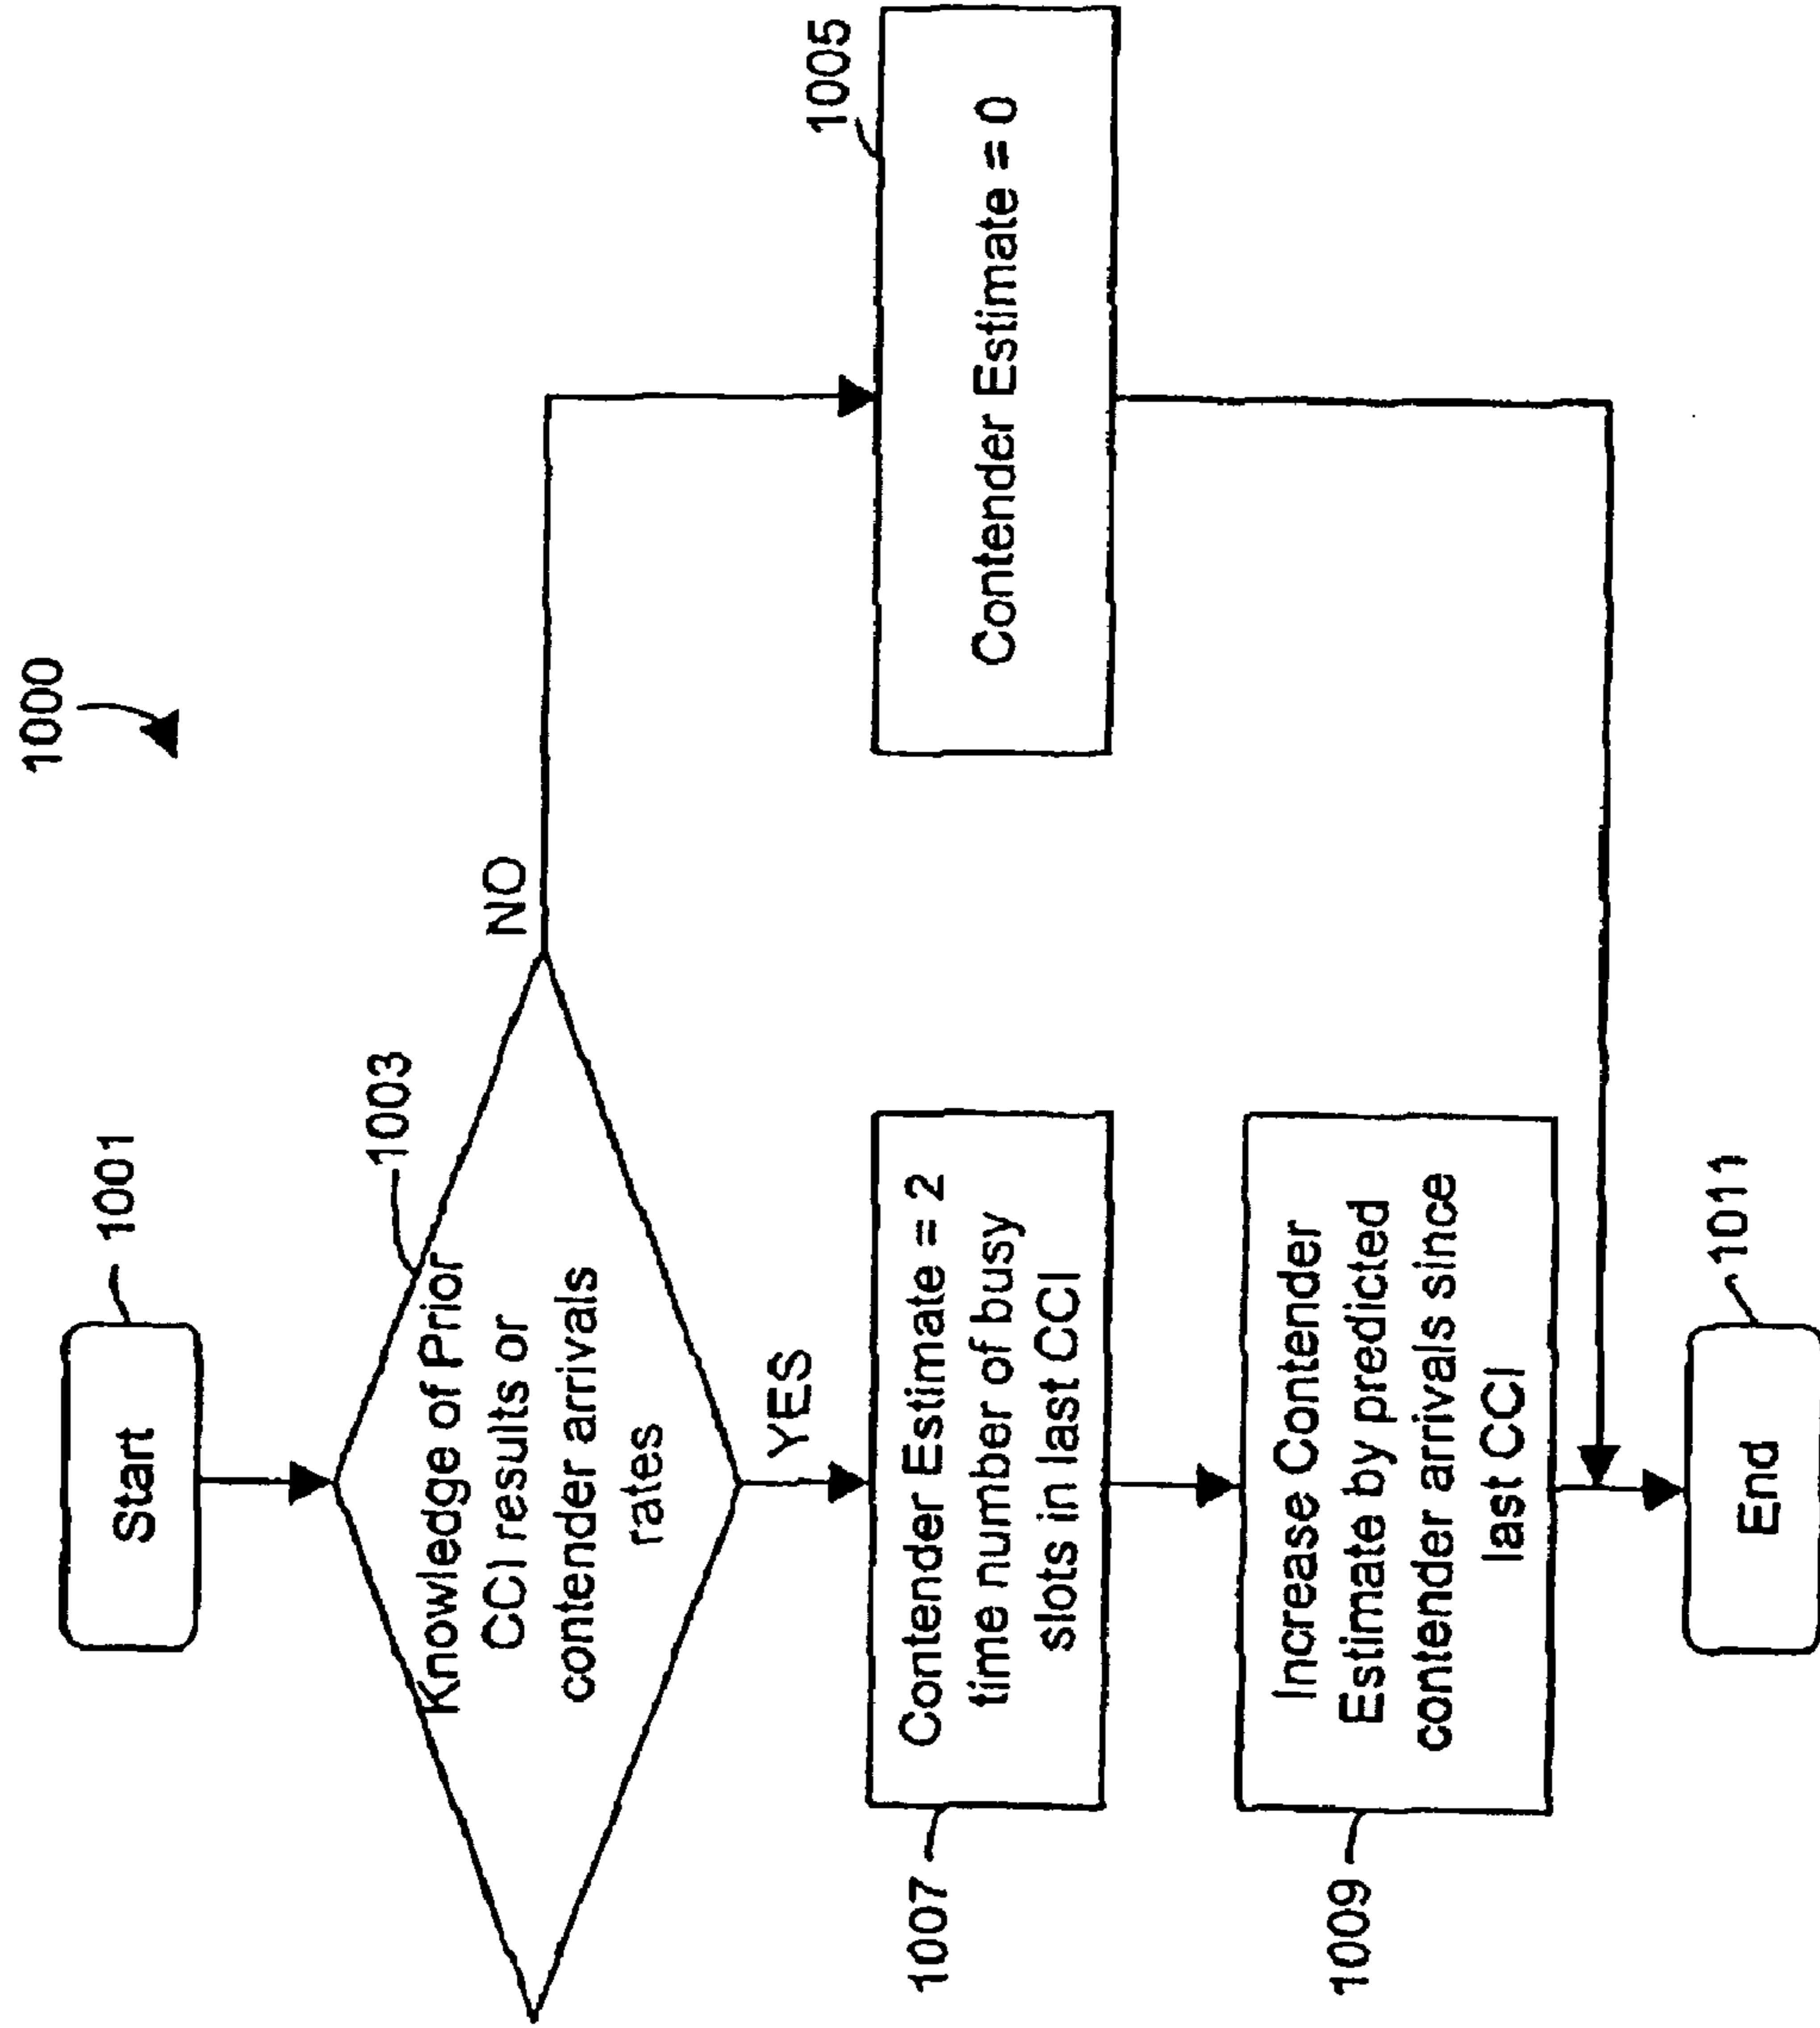 1000
Start
1001
Knowledge of Prior
CCI results or
contender arrivals
rates
1003
NO
YES
Contender Estimate = 0
1005
Contender Estimate = 2
time number of busy
slots in last CCI
1007
Increase Contender
Estimate by predicted
contender arrivals since
last CCI
1009
End
1011